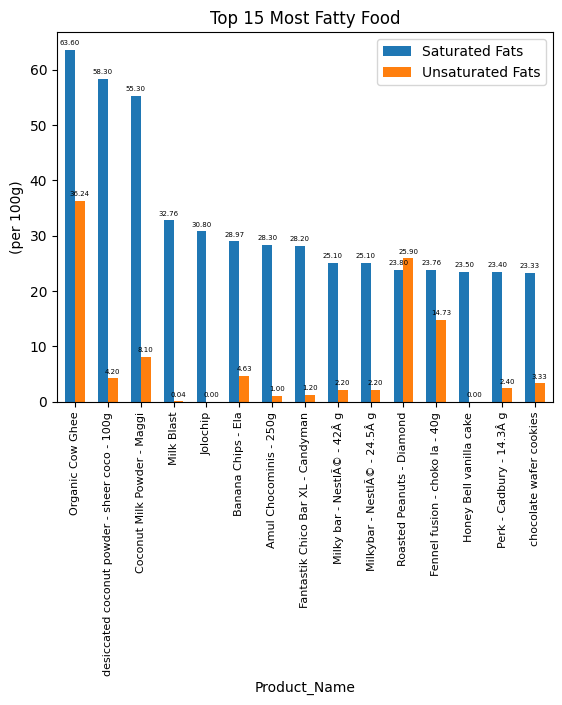 Top 15 Most Fatty Food
Saturated Fats
Unsaturated Fats
(per 100g)
60
50
40
30
20
10
0
63.60
36.24
58.30
4.20
55.30
8.10
32.76
0.04
30.80
0.00
28.97
4.63
28.30
1.00
28.20
1.20
25.10
2.20
25.10
2.20
23.80
25.90
23.76
14.73
23.50
0.00
23.40
2.40
23.33
3.33
Organic Cow Ghee
desiccated coconut powder - sheer coco - 100g
Coconut Milk Powder - Maggi
Milk Blast
Jolochip
Banana Chips - Ela
Amul Chocominis - 250g
Fantastik Chico Bar XL - Candyman
Milky bar - NestlÃ© - 42Â g
Milkybar - NestlÃ© - 24.5Â g
Roasted Peanuts - Diamond
Fennel fusion - choko la - 40g
Honey Bell vanilla cake
Perk - Cadbury - 14.3Â g
chocolate wafer cookies
Product_Name